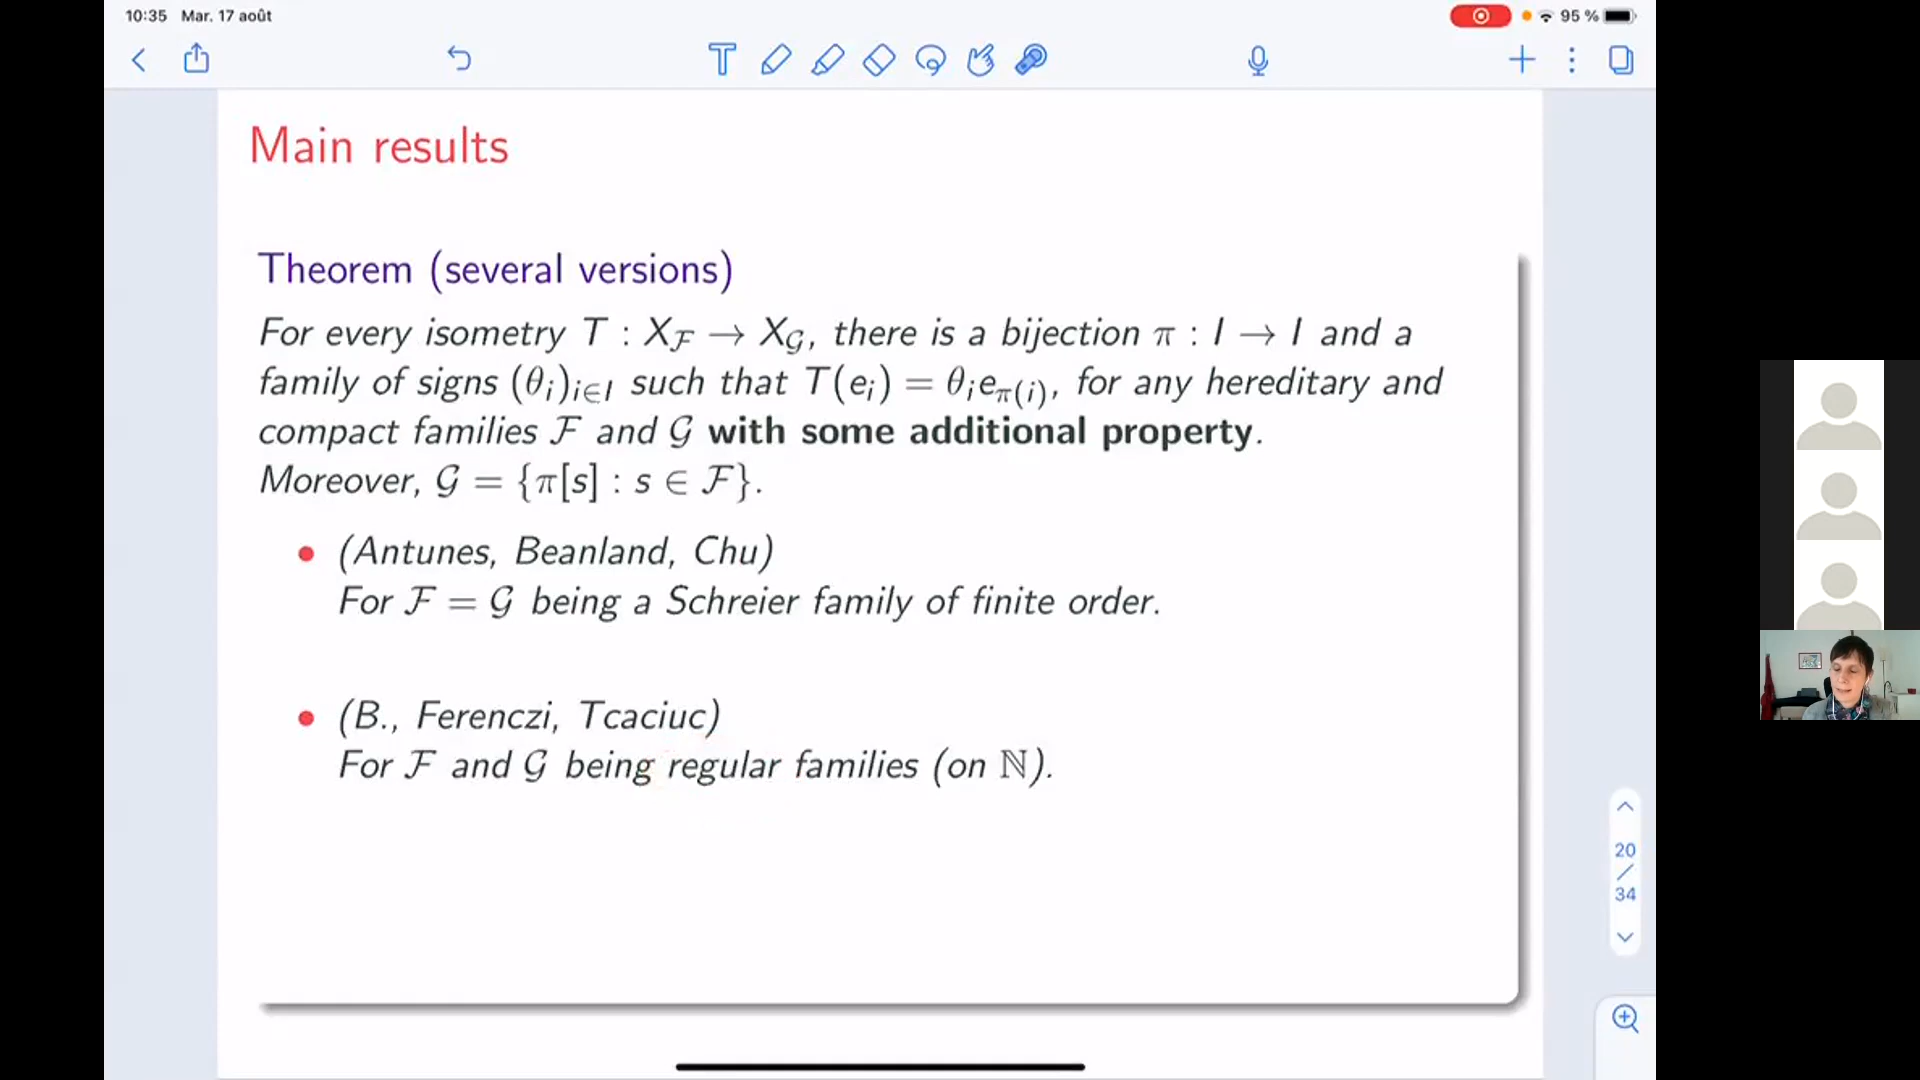 10:35 Mar. 17 août
95 %
Main results
Theorem (several versions)
For every isometry T : X_ℱ → X_𝒢, there is a bijection π : I → I and a
family of signs (θ_i)_{i∈I} such that T(e_i) = θ_i e_{π(i)}, for any hereditary and
compact families ℱ and 𝒢 with some additional property.
Moreover, 𝒢 = {π[s] : s ∈ ℱ}.
• (Antunes, Beanland, Chu)
For ℱ = 𝒢 being a Schreier family of finite order.
• (B., Ferenczi, Tcaciuc)
For ℱ and 𝒢 being regular families (on ℕ).
20
/
34